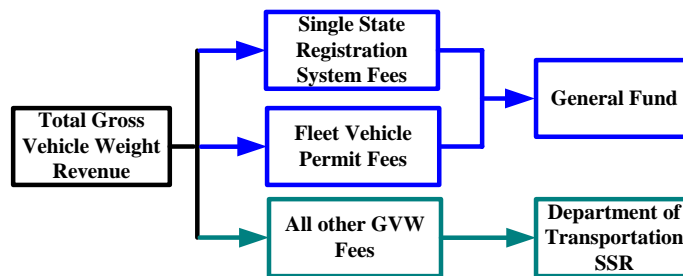 Single State
Registration
System Fees
General Fund
Total Gross
Vehicle Weight
Revenue
Fleet Vehicle
Permit Fees
All other GVW
Fees
Department of
Transportation
SSR